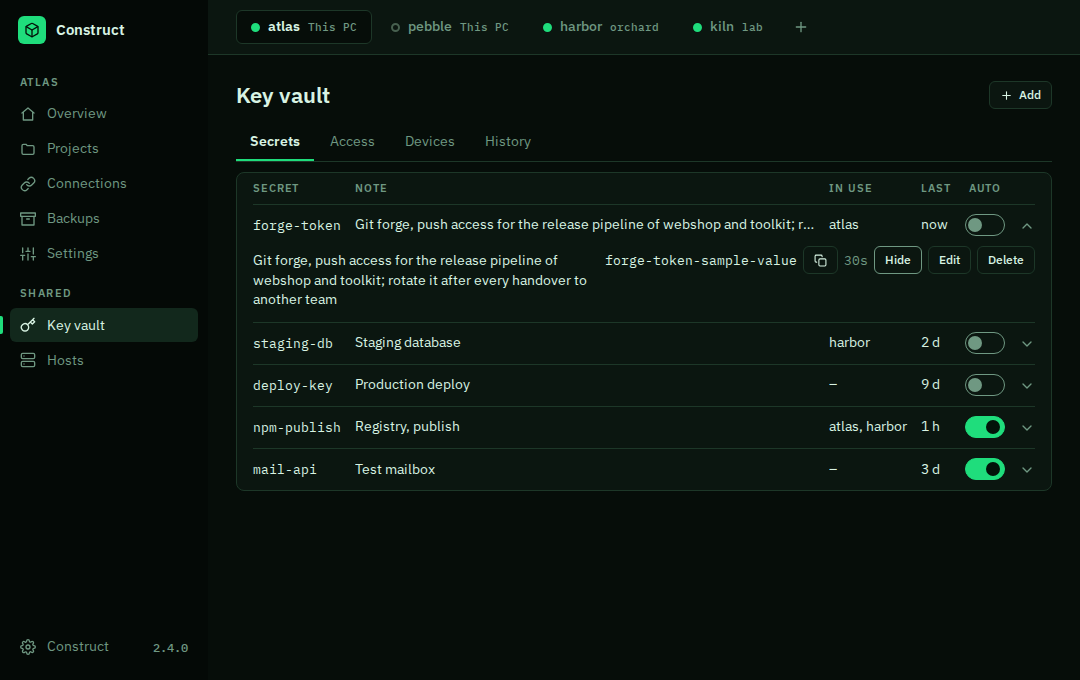 Construct
atlas This PC
pebble This PC
harbor orchard
kiln lab
ATLAS
Overview
Projects
Connections
Backups
Settings
SHARED
Key vault
Hosts
Construct 2.4.0
Key vault
Add
Secrets Access Devices History
SECRET NOTE IN USE LAST AUTO
forge-token Git forge, push access for the release pipeline of webshop and toolkit; r... atlas now
Git forge, push access for the release pipeline of
webshop and toolkit; rotate it after every handover to
another team
forge-token-sample-value 30s Hide Edit Delete
staging-db Staging database harbor 2 d
deploy-key Production deploy – 9 d
npm-publish Registry, publish atlas, harbor 1 h
mail-api Test mailbox – 3 d